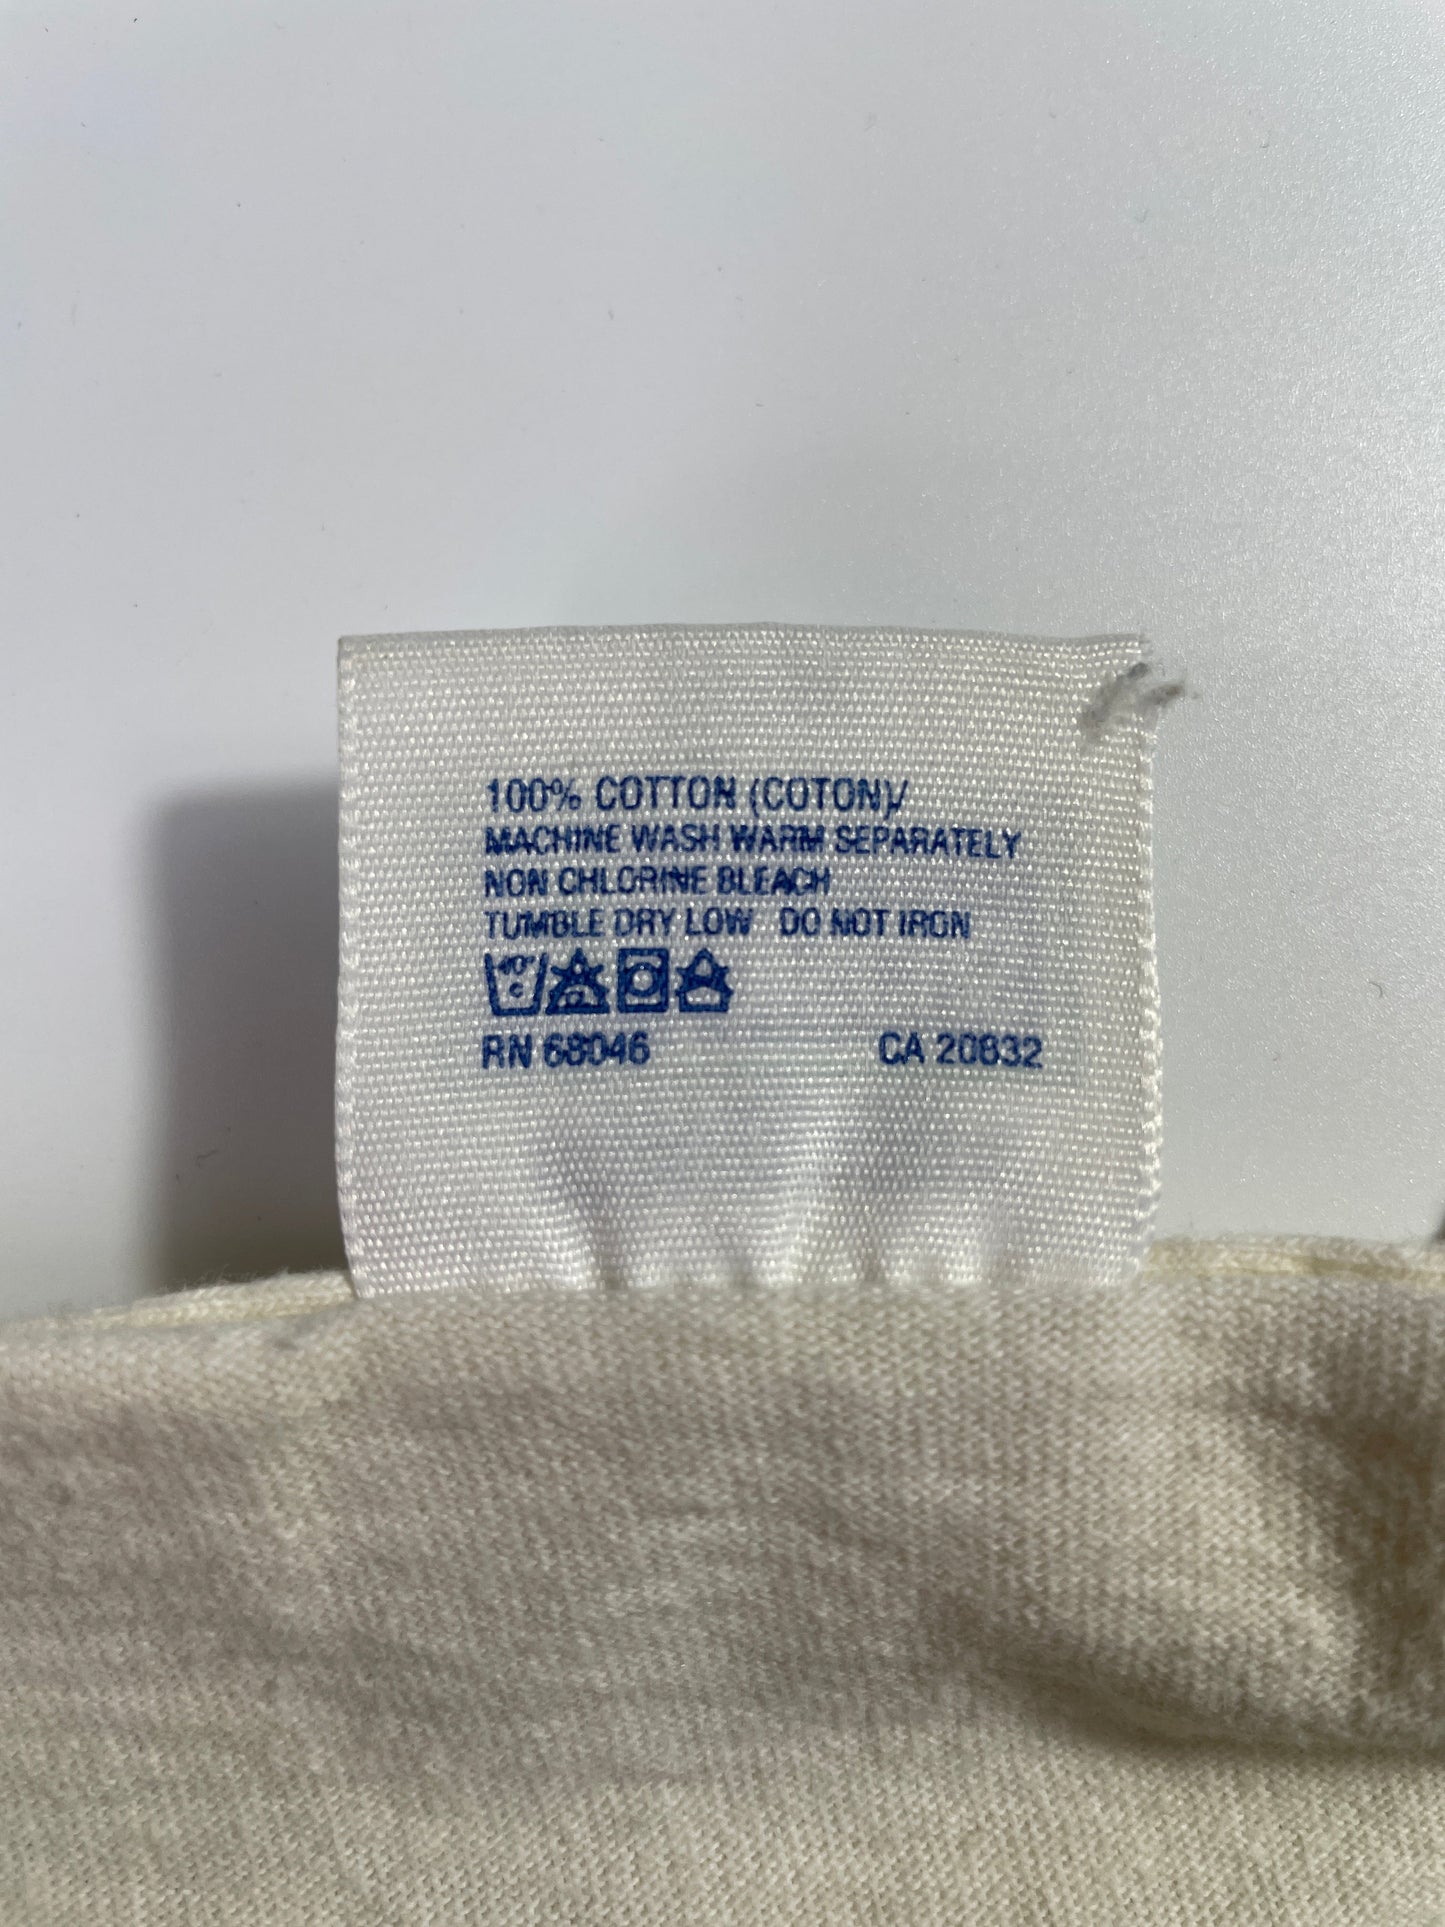 100% COTTON (COTON)/
MACHINE WASH WARM SEPARATELY
NON CHLORINE BLEACH
TUMBLE DRY LOW DO NOT IRON
40° C
RN 68046 CA 20832